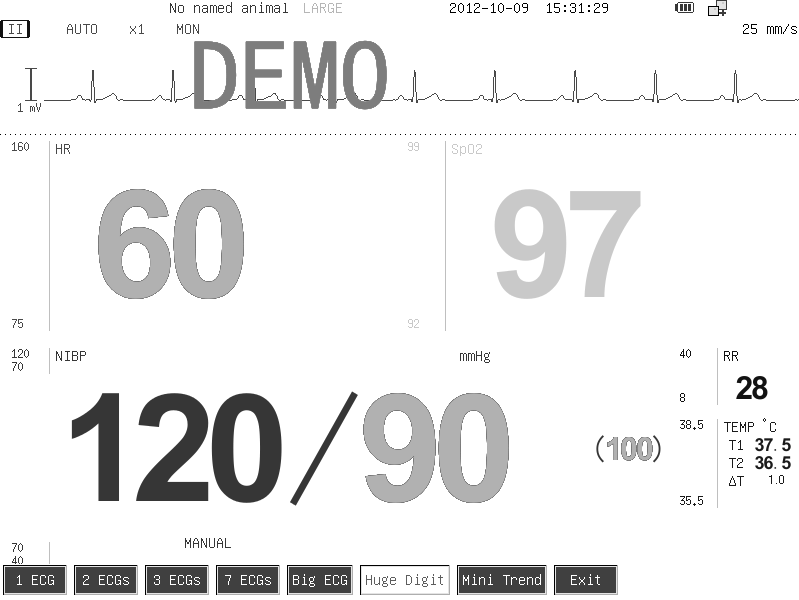 No named animal LARGE 2012-10-09 15:31:29
II AUTO x1 MON 25 mm/s
DEMO
1 mV
160 HR 99 SpO2
60 97
75 92
120 NIBP mmHg 40 RR
70
28
8
120/90 (100)
38.5 TEMP °C
T1 37.5
T2 36.5
ΔT 1.0
35.5
MANUAL
70
40
1 ECG 2 ECGs 3 ECGs 7 ECGs Big ECG Huge Digit Mini Trend Exit